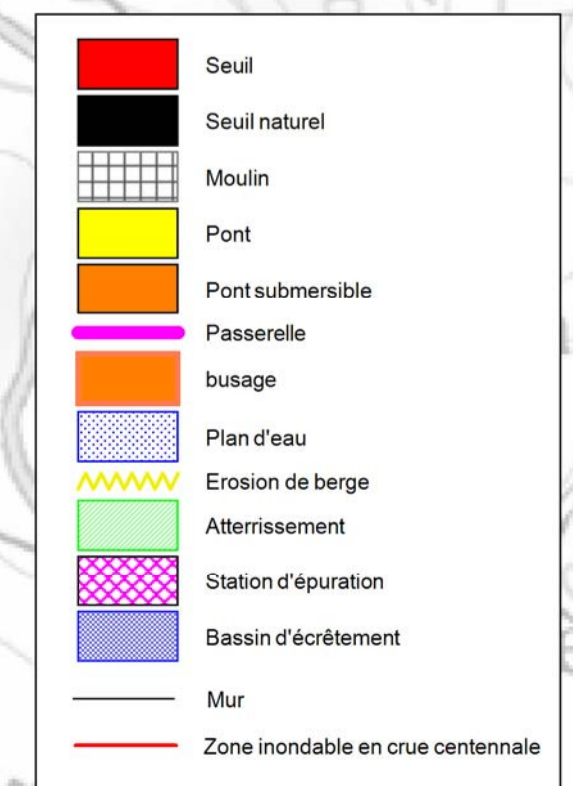 Seuil
Seuil naturel
Moulin
Pont
Pont submersible
Passerelle
busage
Plan d'eau
Erosion de berge
Atterrissement
Station d'épuration
Bassin d'écrêtement
Mur
Zone inondable en crue centennale